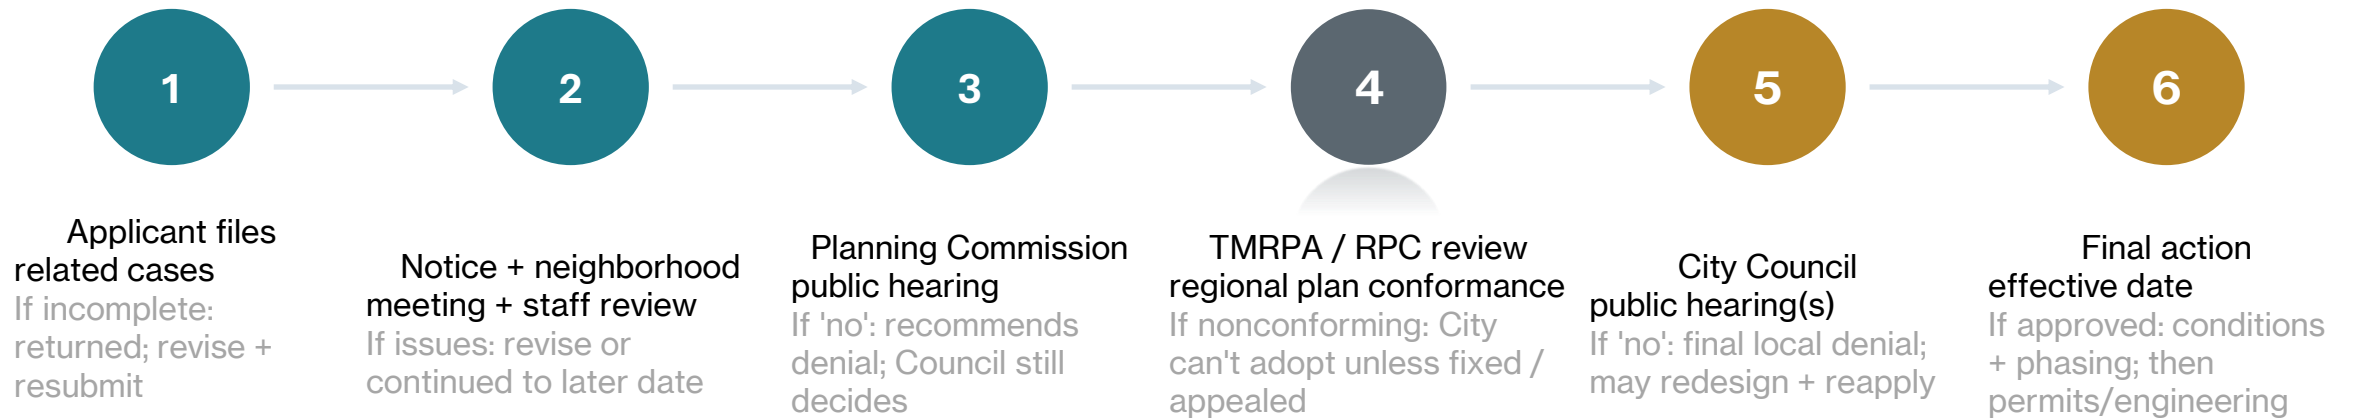 1
2
3
4
5
6
Applicant files
related cases
If incomplete:
returned; revise +
resubmit
Notice + neighborhood
meeting + staff review
If issues: revise or
continued to later date
Planning Commission
public hearing
If 'no': recommends
denial; Council still
decides
TMRPA / RPC review
regional plan conformance
If nonconforming: City
can't adopt unless fixed /
appealed
City Council
public hearing(s)
If 'no': final local denial;
may redesign + reapply
Final action
effective date
If approved: conditions
+ phasing; then
permits/engineering